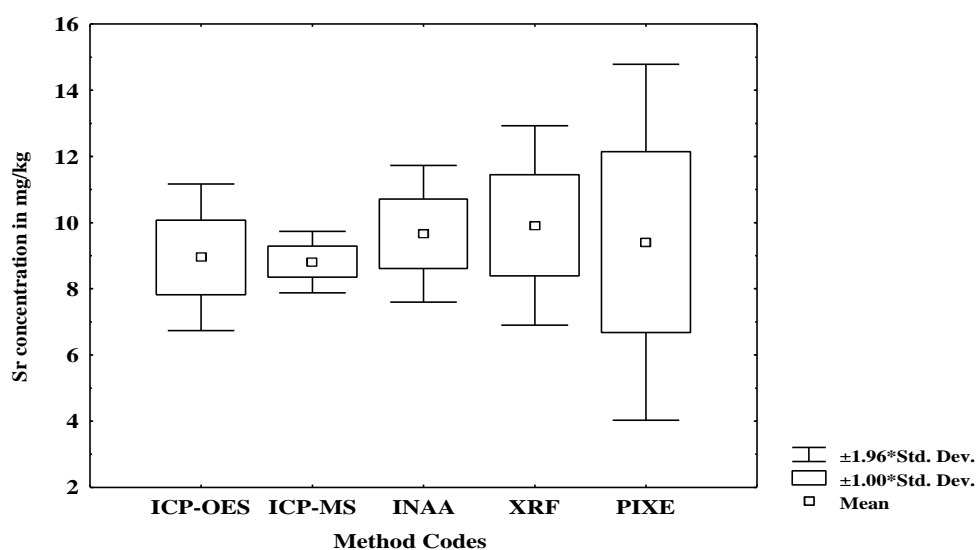 16
14
12
10
8
6
4
2
Sr concentration in mg/kg
ICP-OES ICP-MS INAA XRF PIXE
Method Codes
±1.96*Std. Dev.
±1.00*Std. Dev.
Mean